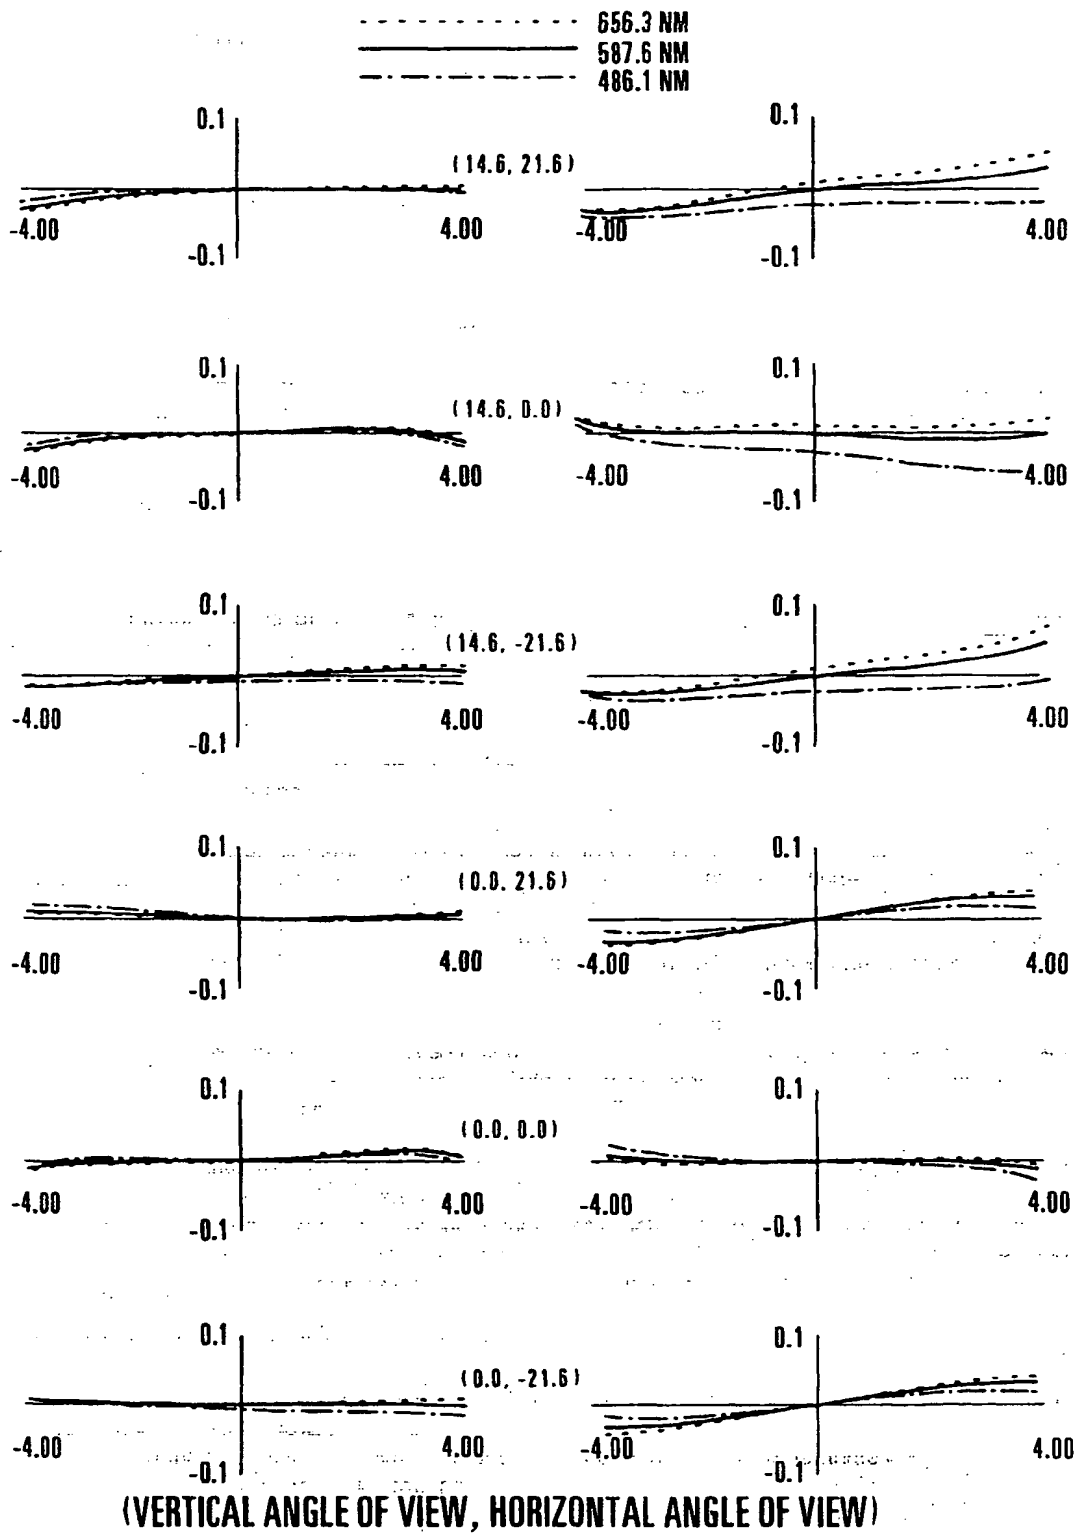 656.3 NM
587.6 NM
486.1 NM
0.1 0.1
(14.6, 21.6)
-4.00 4.00 -4.00 4.00
-0.1 -0.1
0.1 0.1
(14.6, 0.0)
-4.00 4.00 -4.00 4.00
-0.1 -0.1
0.1 0.1
(14.6, -21.6)
-4.00 4.00 -4.00 4.00
-0.1 -0.1
0.1 0.1
(0.0, 21.6)
-4.00 4.00 -4.00 4.00
-0.1 -0.1
0.1 0.1
(0.0, 0.0)
-4.00 4.00 -4.00 4.00
-0.1 -0.1
0.1 0.1
(0.0, -21.6)
-4.00 4.00 -4.00 4.00
-0.1 -0.1
(VERTICAL ANGLE OF VIEW, HORIZONTAL ANGLE OF VIEW)